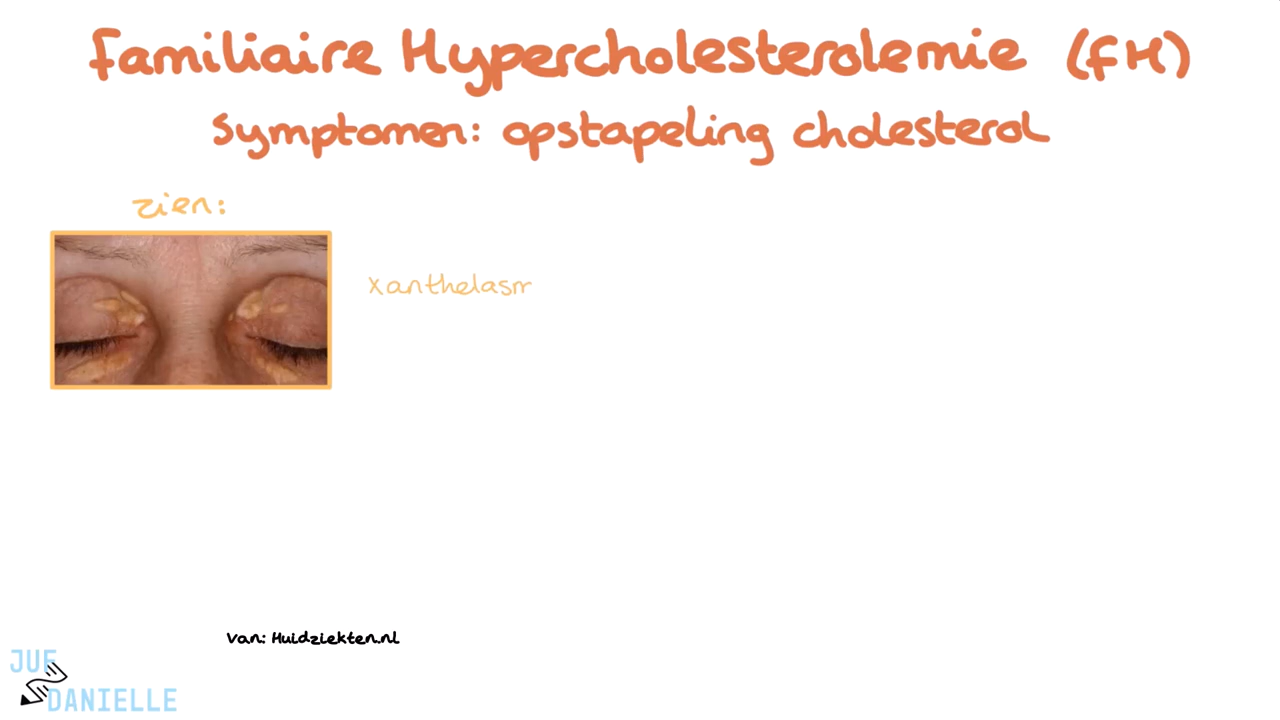 Familiaire Hypercholesterolemie (FH)
Symptomen: opstapeling cholesterol
zien:
xanthelasm
van: Huidziekten.nl
JUF
DANIELLE